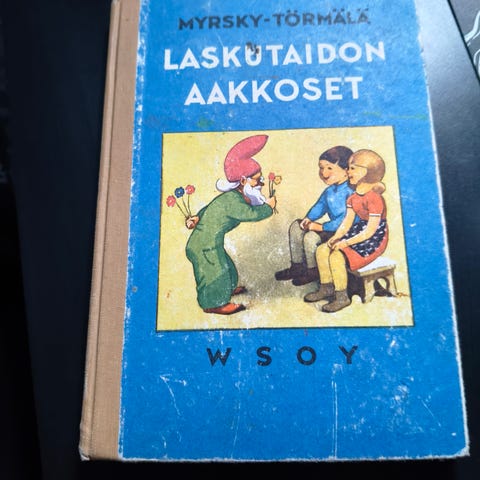 MYRSKY-TÖRMÄLÄ
LASKUTAIDON
AAKKOSET
WSOY